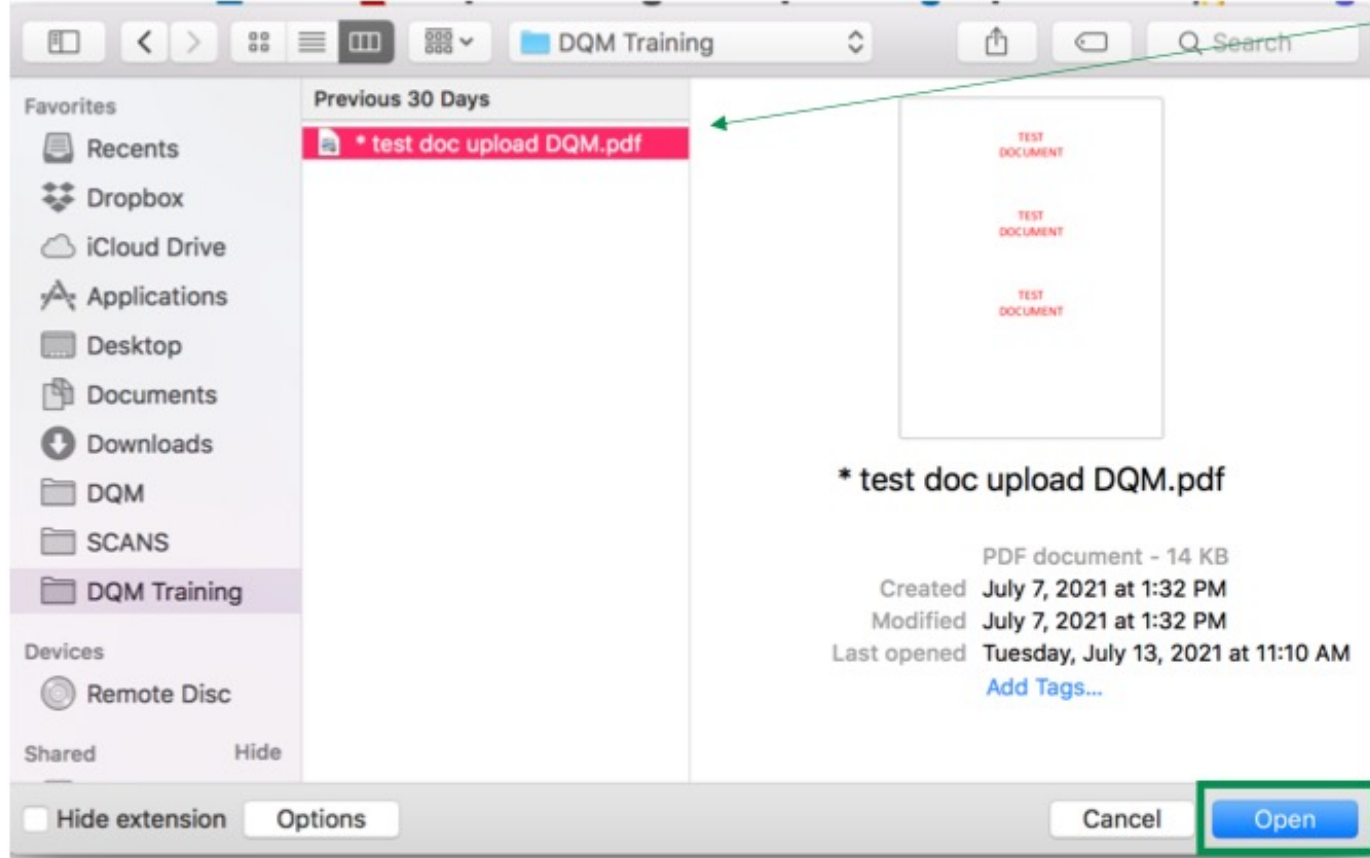 DQM Training
Search
Favorites
Recents
Dropbox
iCloud Drive
Applications
Desktop
Documents
Downloads
DQM
SCANS
DQM Training
Devices
Remote Disc
Shared Hide
Previous 30 Days
* test doc upload DQM.pdf
TEST
DOCUMENT
TEST
DOCUMENT
TEST
DOCUMENT
* test doc upload DQM.pdf
PDF document - 14 KB
Created July 7, 2021 at 1:32 PM
Modified July 7, 2021 at 1:32 PM
Last opened Tuesday, July 13, 2021 at 11:10 AM
Add Tags...
Hide extension Options Cancel Open